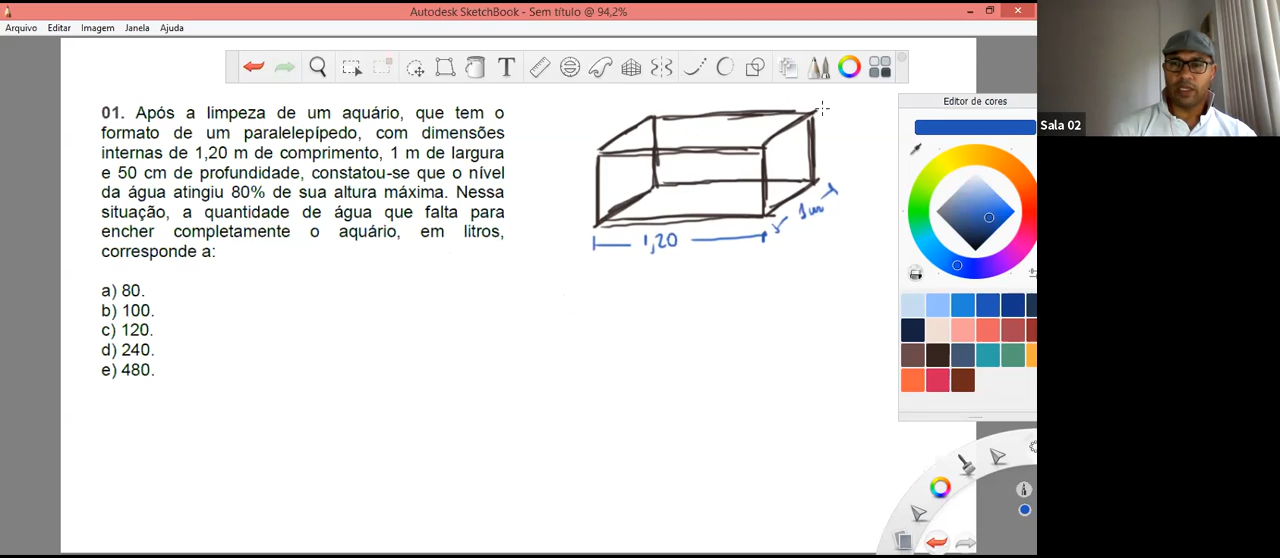 Autodesk SketchBook - Sem título @ 94,2%
Arquivo Editar Imagem Janela Ajuda
T
Editor de cores
Sala 02
01. Após a limpeza de um aquário, que tem o
formato de um paralelepípedo, com dimensões
internas de 1,20 m de comprimento, 1 m de largura
e 50 cm de profundidade, constatou-se que o nível
da água atingiu 80% de sua altura máxima. Nessa
situação, a quantidade de água que falta para
encher completamente o aquário, em litros,
corresponde a:
a) 80.
b) 100.
c) 120.
d) 240.
e) 480.
1,20
1m